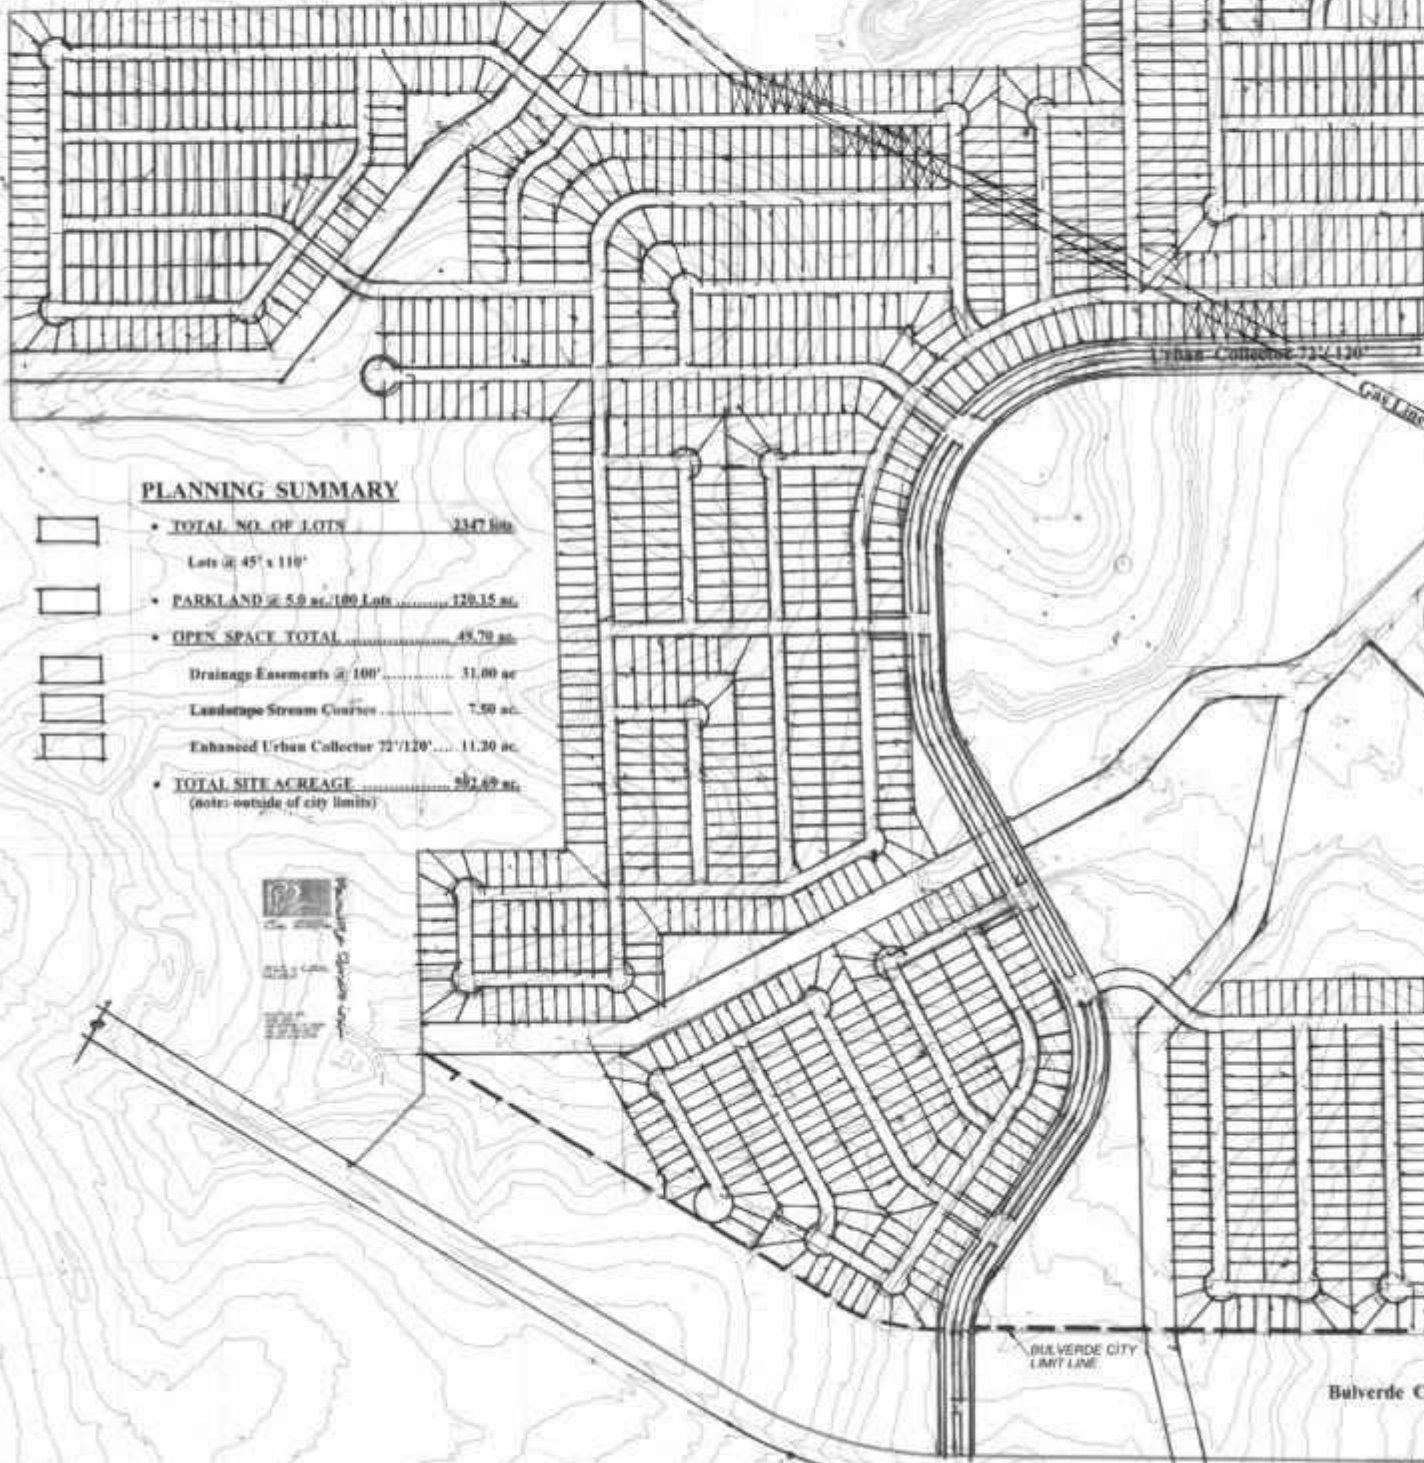 Urban Collector 72'/120'
Gas Line
PLANNING SUMMARY
• TOTAL NO. OF LOTS 2347 lots
Lots @ 45' x 110'
• PARKLAND @ 5.0 ac./100 Lots .......... 120.15 ac.
• OPEN SPACE TOTAL .................... 49.70 ac.
Drainage Easements @ 100' ............. 31.00 ac
Landscape Stream Courses ............. 7.50 ac.
Enhanced Urban Collector 72'/120' .... 11.20 ac.
• TOTAL SITE ACREAGE ................ 502.69 ac.
(note: outside of city limits)
BULVERDE CITY
LIMIT LINE
Bulverde C